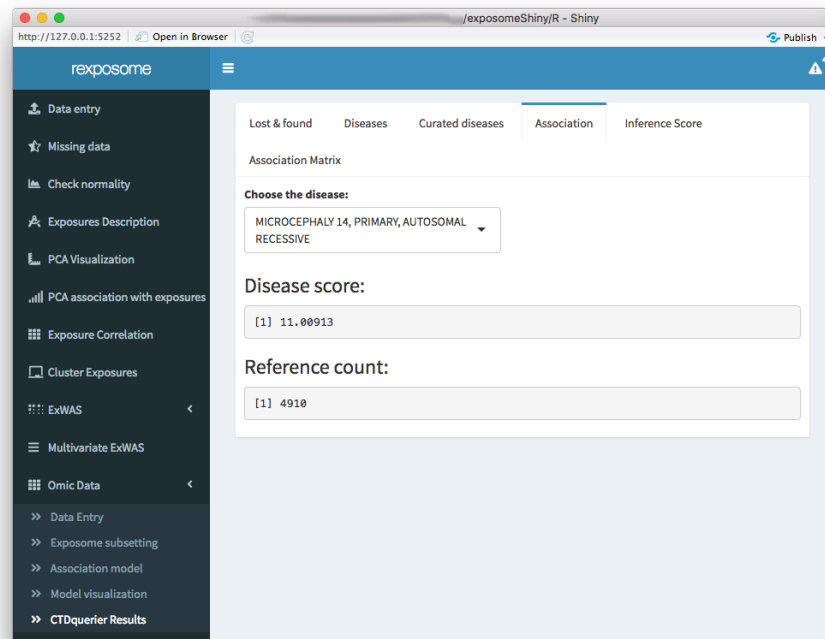 /exposomeShiny/R - Shiny
http://127.0.0.1:5252 Open in Browser Publish
rexposome
Data entry
Missing data
Check normality
Exposures Description
PCA Visualization
PCA association with exposures
Exposure Correlation
Cluster Exposures
ExWAS
Multivariate ExWAS
Omic Data
Data Entry
Exposome subsetting
Association model
Model visualization
CTDquerier Results
Lost & found Diseases Curated diseases Association Inference Score
Association Matrix
Choose the disease:
MICROCEPHALY 14, PRIMARY, AUTOSOMAL
RECESSIVE
Disease score:
[1] 11.00913
Reference count:
[1] 4910